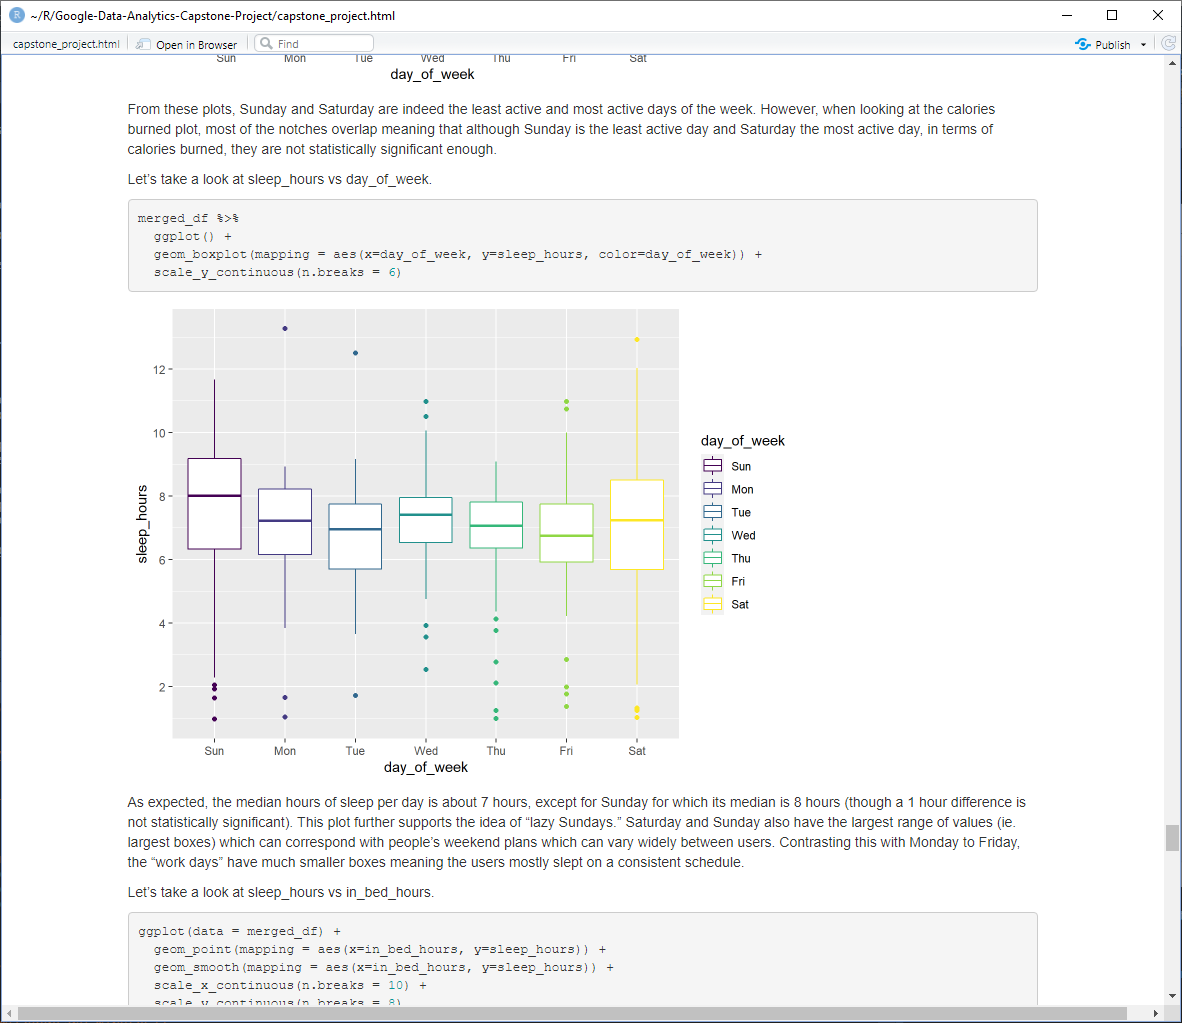 ~/R/Google-Data-Analytics-Capstone-Project/capstone_project.html
capstone_project.html
Open in Browser
Find
Publish
Sun Mon Tue Wed Thu Fri Sat
day_of_week
From these plots, Sunday and Saturday are indeed the least active and most active days of the week. However, when looking at the calories
burned plot, most of the notches overlap meaning that although Sunday is the least active day and Saturday the most active day, in terms of
calories burned, they are not statistically significant enough.
Let's take a look at sleep_hours vs day_of_week.
merged_df %>%
ggplot() +
geom_boxplot(mapping = aes(x=day_of_week, y=sleep_hours, color=day_of_week)) +
scale_y_continuous(n.breaks = 6)
12
10
8
6
4
2
sleep_hours
Sun Mon Tue Wed Thu Fri Sat
day_of_week
day_of_week
Sun
Mon
Tue
Wed
Thu
Fri
Sat
As expected, the median hours of sleep per day is about 7 hours, except for Sunday for which its median is 8 hours (though a 1 hour difference is
not statistically significant). This plot further supports the idea of “lazy Sundays.” Saturday and Sunday also have the largest range of values (ie.
largest boxes) which can correspond with people's weekend plans which can vary widely between users. Contrasting this with Monday to Friday,
the “work days” have much smaller boxes meaning the users mostly slept on a consistent schedule.
Let's take a look at sleep_hours vs in_bed_hours.
ggplot(data = merged_df) +
geom_point(mapping = aes(x=in_bed_hours, y=sleep_hours)) +
geom_smooth(mapping = aes(x=in_bed_hours, y=sleep_hours)) +
scale_x_continuous(n.breaks = 10) +
scale_y_continuous(n.breaks = 8)